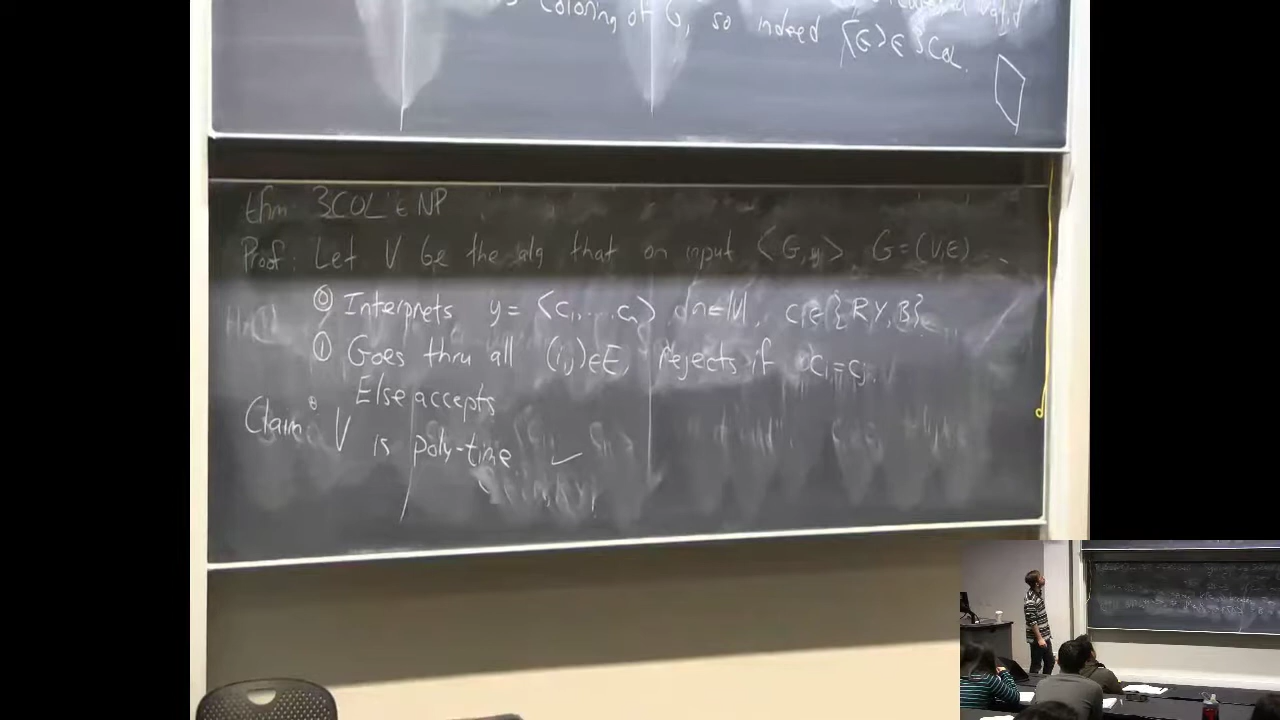 Coloring of G, so indeed ⟨G⟩∈3COL.
thm: 3COL ∈ NP
Proof: Let V be the alg that on input ⟨G,y⟩ G=(V,E)
⓪ Interprets y = ⟨c₁,...,cₙ⟩ n=|V|, cᵢ∈{R,Y,B}
① Goes thru all (i,j)∈E, rejects if cᵢ=cⱼ.
Else accepts
Claim: V is poly-time ✓